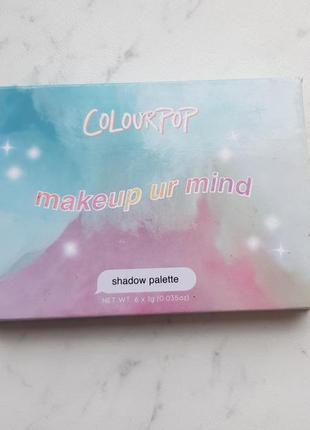 COLOURPOP
makeup ur mind
shadow palette
NET WT. 6 x 1g (0.035oz)